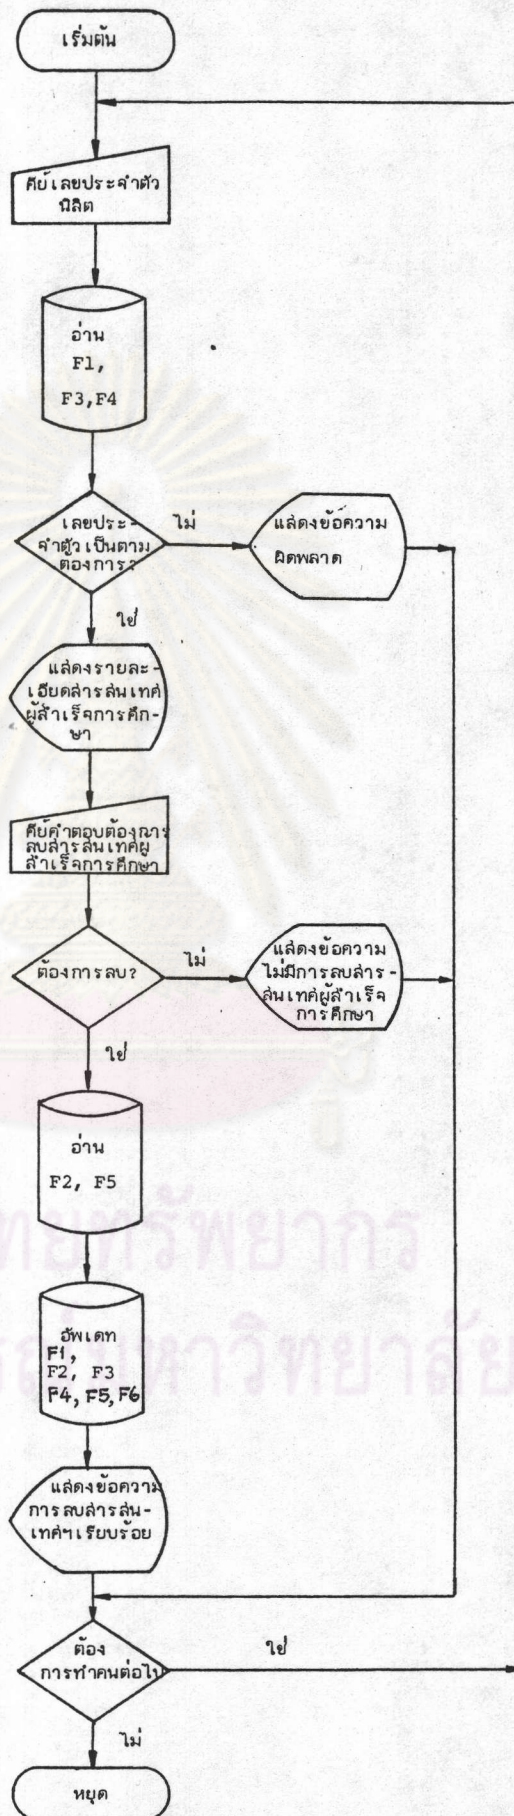 เริ่มต้น
คีย์เลขประจำตัว
นิสิต
อ่าน
F1,
F3,F4
เลขประ-
จำตัวเป็นตาม
ต้องการ?
ไม่
แสดงข้อความ
ผิดพลาด
ใช่
แสดงรายละ-
เอียดสารสนเทศ
ผู้สำเร็จการศึก-
ษา
คีย์คำตอบต้องการ
ลบสารสนเทศผู้
สำเร็จการศึกษา
ต้องการลบ?
ไม่
แสดงข้อความ
ไม่มีการลบสาร-
สนเทศผู้สำเร็จ
การศึกษา
ใช่
อ่าน
F2, F5
อัพเดท
F1,
F2, F3
F4, F5, F6
แสดงข้อความ
การลบสารสน-
เทศฯเรียบร้อย
ต้อง
การทำคนต่อไป
ใช่
ไม่
หยุด